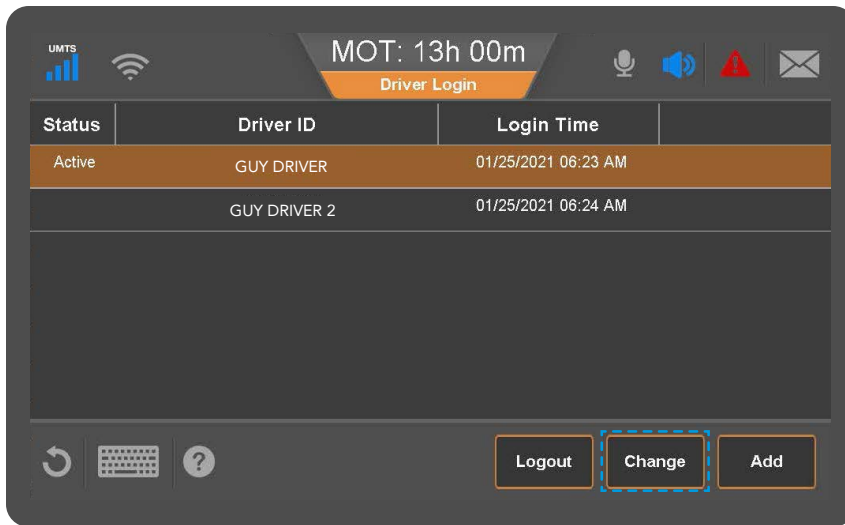 UMTS
MOT: 13h 00m
Driver Login
Status Driver ID Login Time
Active GUY DRIVER 01/25/2021 06:23 AM
GUY DRIVER 2 01/25/2021 06:24 AM
?
Logout Change Add